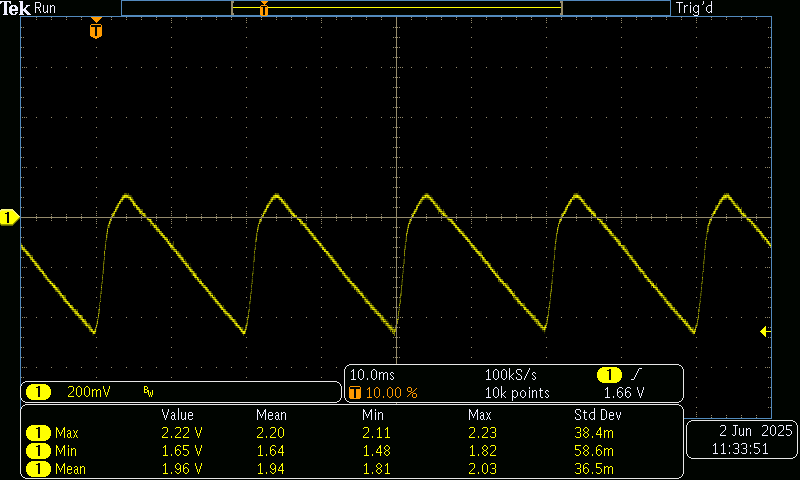 Tek Run T Trig'd
T
1
10.0ms 100kS/s 1
1 200mV BW T 10.00 % 10k points 1.66 V
Value Mean Min Max Std Dev
1 Max 2.22 V 2.20 2.11 2.23 38.4m
1 Min 1.65 V 1.64 1.48 1.82 58.6m
1 Mean 1.96 V 1.94 1.81 2.03 36.5m
2 Jun 2025
11:33:51